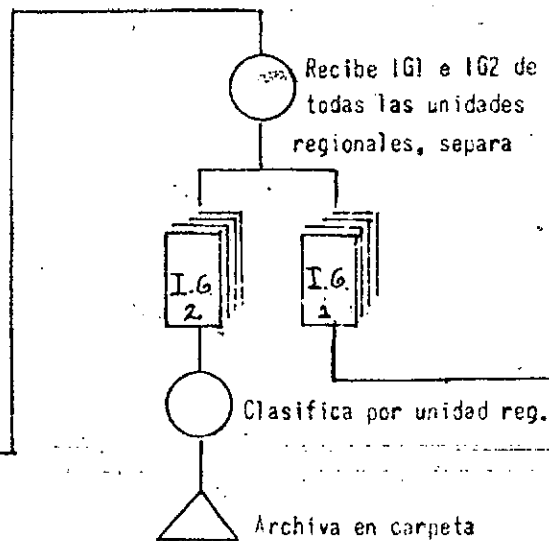 Recibe IG1 e IG2 de
todas las unidades
regionales, separa
I.G.
2
I.G.
1
Clasifica por unidad reg.
Archiva en carpeta